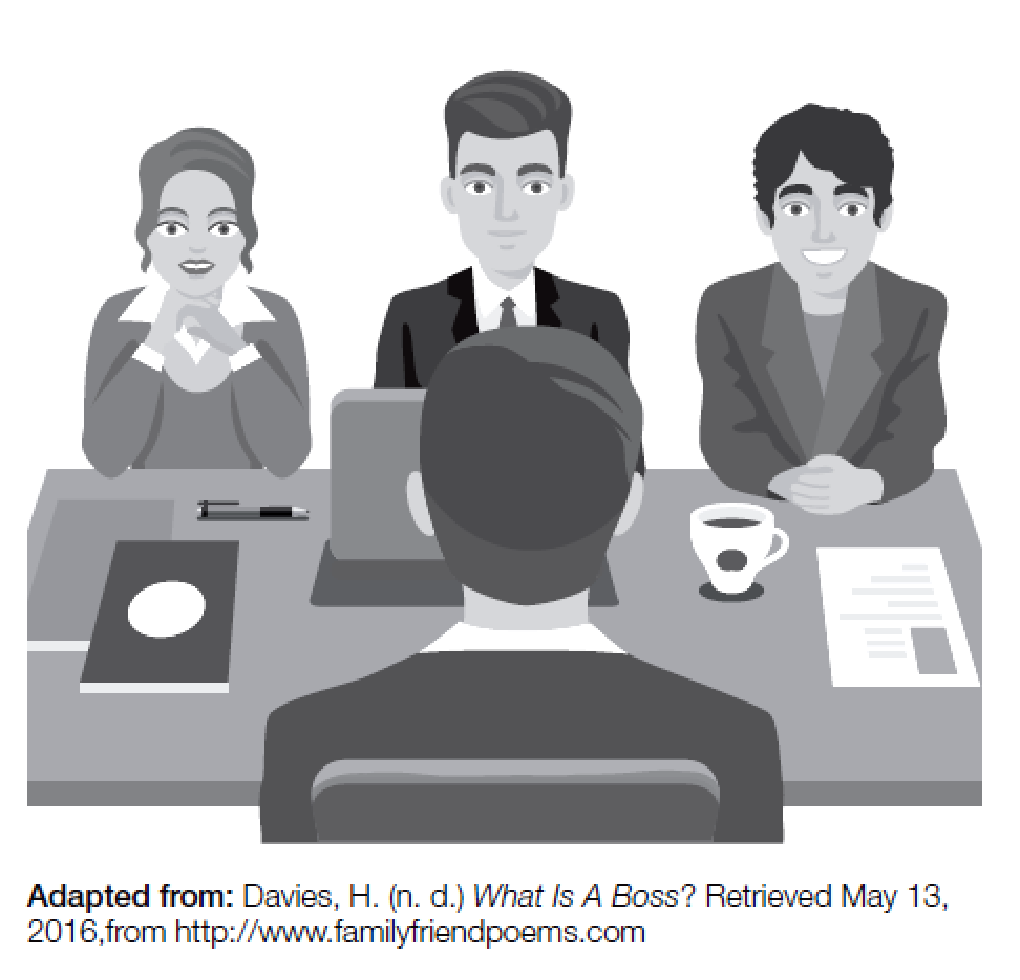 Adapted from: Davies, H. (n. d.) What Is A Boss? Retrieved May 13,
2016,from http://www.familyfriendpoems.com